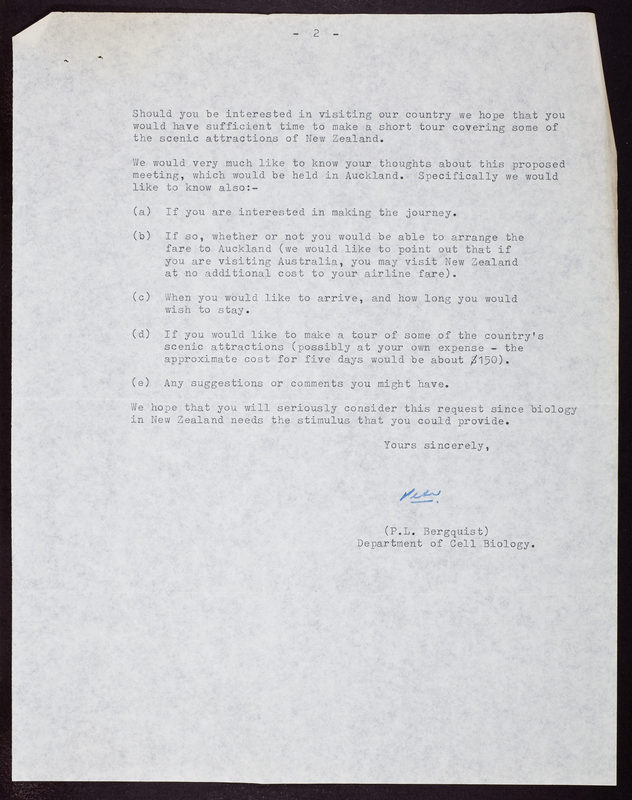 - 2 -
Should you be interested in visiting our country we hope that you
would have sufficient time to make a short tour covering some of
the scenic attractions of New Zealand.
We would very much like to know your thoughts about this proposed
meeting, which would be held in Auckland. Specifically we would
like to know also:-
(a) If you are interested in making the journey.
(b) If so, whether or not you would be able to arrange the
fare to Auckland (we would like to point out that if
you are visiting Australia, you may visit New Zealand
at no additional cost to your airline fare).
(c) When you would like to arrive, and how long you would
wish to stay.
(d) If you would like to make a tour of some of the country's
scenic attractions (possibly at your own expense - the
approximate cost for five days would be about $150).
(e) Any suggestions or comments you might have.
We hope that you will seriously consider this request since biology
in New Zealand needs the stimulus that you could provide.
Yours sincerely,
Peter
(P.L. Bergquist)
Department of Cell Biology.